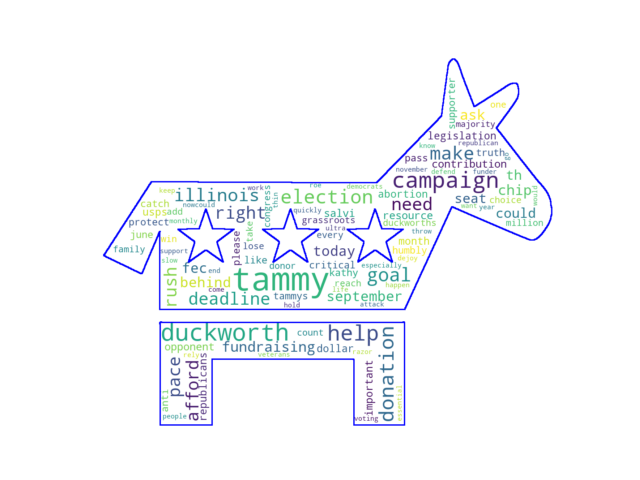 supporter
one
ask
majority
legislation
know
republican
make
truth
pass
contribution
november
defend
funder
campaign
th
keep
work
roe
democrats
abortion
chip
illinois
election
need
seat
choice
would
catch
nowcould
congress
thin
want
year
usps
add
right
quickly
salvi
resource
could
protect
monthly
grassroots
duckworths
million
june
take
ultra
throw
win
please
every
month
family
support
lose
today
humbly
slow
like
donor
critical
especially
dejoy
fec
end
tammy
kathy
goal
rush
behind
reach
happen
come
life
deadline
tammys
september
hold
attack
duckworth
count
help
opponent
fundraising
dollar
razor
rely
veterans
pace
afford
republicans
important
donation
essential
anti
people
voting